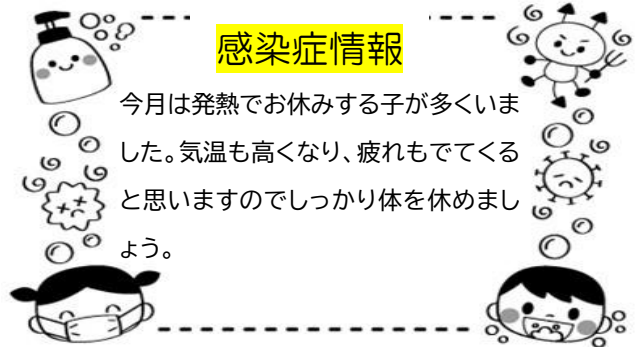 感染症情報
今月は発熱でお休みする子が多くいま
した。気温も高くなり、疲れもでてくる
と思いますのでしっかり体を休めまし
ょう。